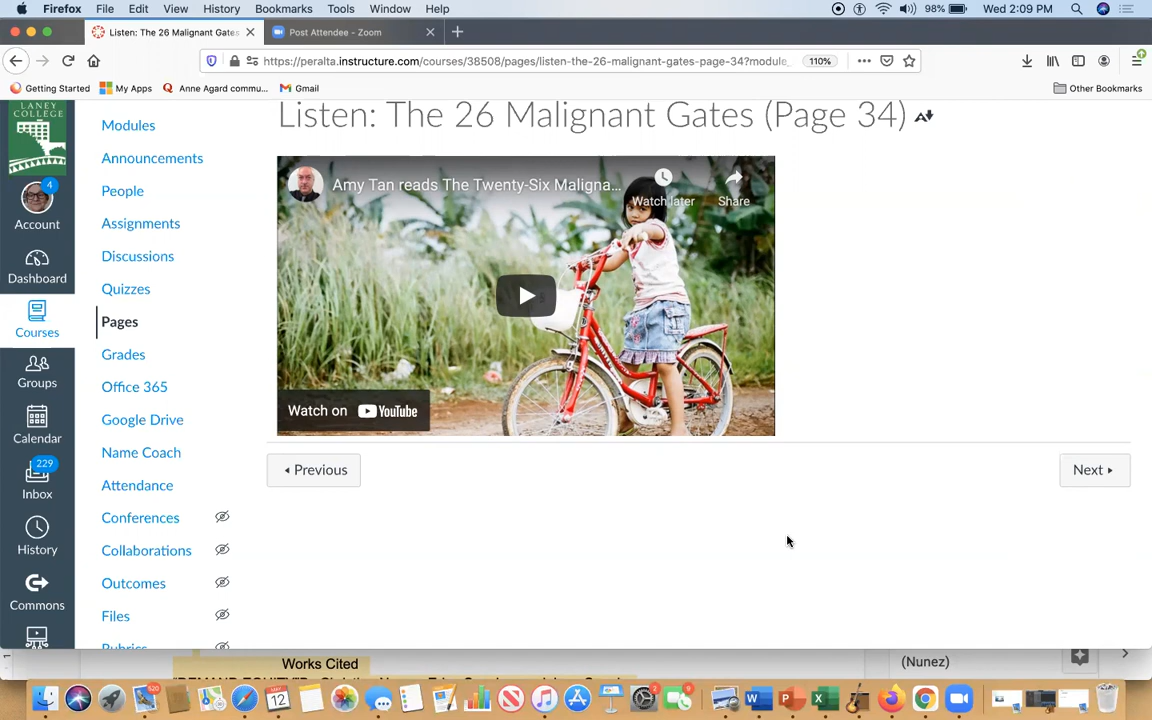 Firefox File Edit View History Bookmarks Tools Window Help 98% Wed 2:09 PM
Listen: The 26 Malignant Gates Post Attendee - Zoom
https://peralta.instructure.com/courses/38508/pages/listen-the-26-malignant-gates-page-34?module_ 110%
Getting Started My Apps Anne Agard commu... Gmail Other Bookmarks
LANEY
COLLEGE
4
Account
Dashboard
Courses
Groups
Calendar
229
Inbox
History
Commons
Modules
Announcements
People
Assignments
Discussions
Quizzes
Pages
Grades
Office 365
Google Drive
Name Coach
Attendance
Conferences
Collaborations
Outcomes
Files
Rubrics
Listen: The 26 Malignant Gates (Page 34)
Amy Tan reads The Twenty-Six Maligna...
Watch later Share
Watch on YouTube
Previous Next
Works Cited
(Nunez)